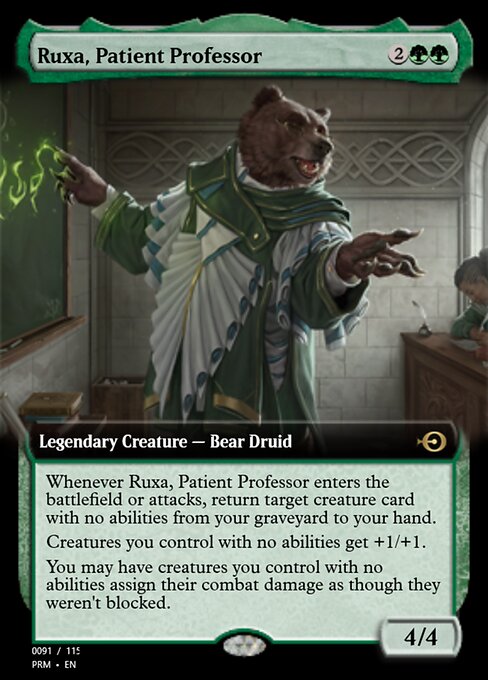 Ruxa, Patient Professor 2
Legendary Creature — Bear Druid
Whenever Ruxa, Patient Professor enters the
battlefield or attacks, return target creature card
with no abilities from your graveyard to your hand.
Creatures you control with no abilities get +1/+1.
You may have creatures you control with no
abilities assign their combat damage as though they
weren't blocked.
4/4
0091 / 115
PRM • EN